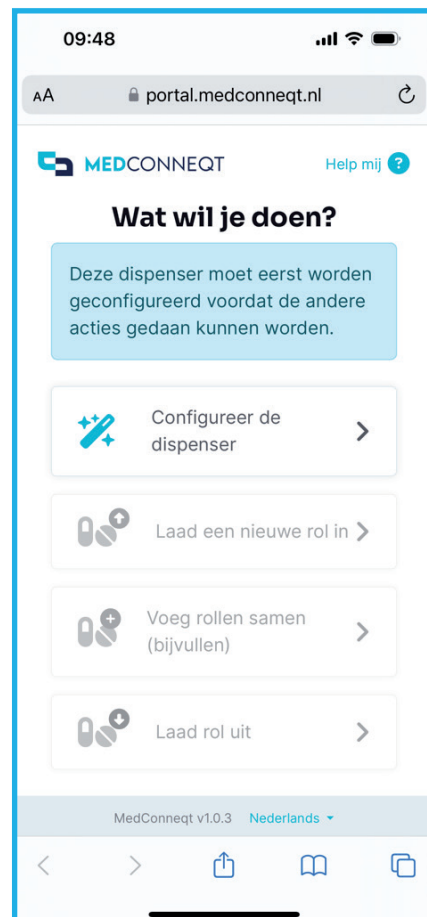 09:48
AA portal.medconneqt.nl
MEDCONNEQT Help mij ?
Wat wil je doen?
Deze dispenser moet eerst worden
geconfigureerd voordat de andere
acties gedaan kunnen worden.
Configureer de
dispenser
Laad een nieuwe rol in
Voeg rollen samen
(bijvullen)
Laad rol uit
MedConneqt v1.0.3 Nederlands